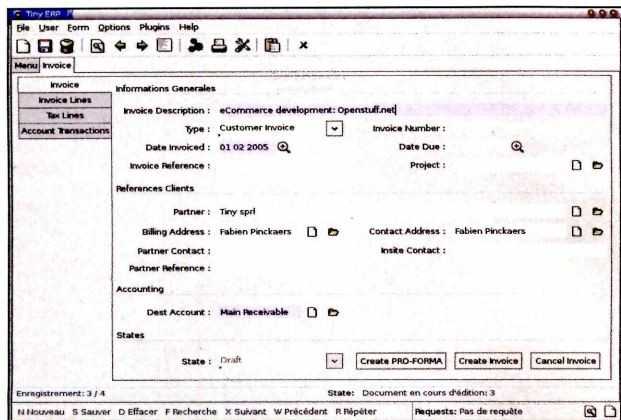 Tiny ERP
File User Form Options Plugins Help
Menu Invoice
Invoice
Invoice Lines
Tax Lines
Account Transactions
Informations Generales
Invoice Description : eCommerce development: Openstuff.net
Type : Customer Invoice Invoice Number :
Date Invoiced : 01 02 2005 Date Due :
Invoice Reference : Project :
References Clients
Partner : Tiny sprl
Billing Address : Fabien Pinckaers Contact Address : Fabien Pinckaers
Partner Contact : Insite Contact :
Partner Reference :
Accounting
Dest Account : Main Receivable
States
State : Draft Create PRO-FORMA Create Invoice Cancel Invoice
Enregistrement: 3 / 4 State: Document en cours d'édition: 3
N Nouveau S Sauver D Effacer F Recherche X Suivant W Précédent R Répéter Requests: Pas de requête